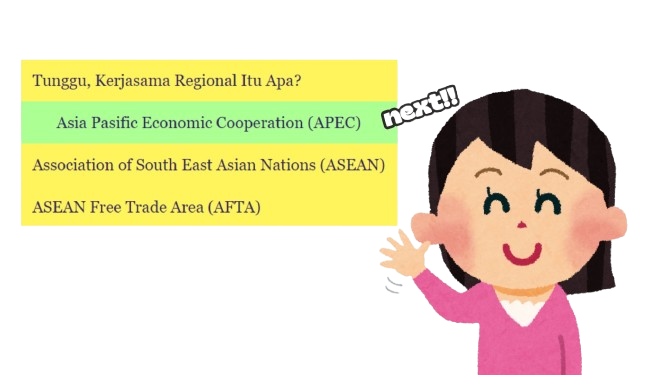 Tunggu, Kerjasama Regional Itu Apa?
next!!
Asia Pasific Economic Cooperation (APEC)
Association of South East Asian Nations (ASEAN)
ASEAN Free Trade Area (AFTA)